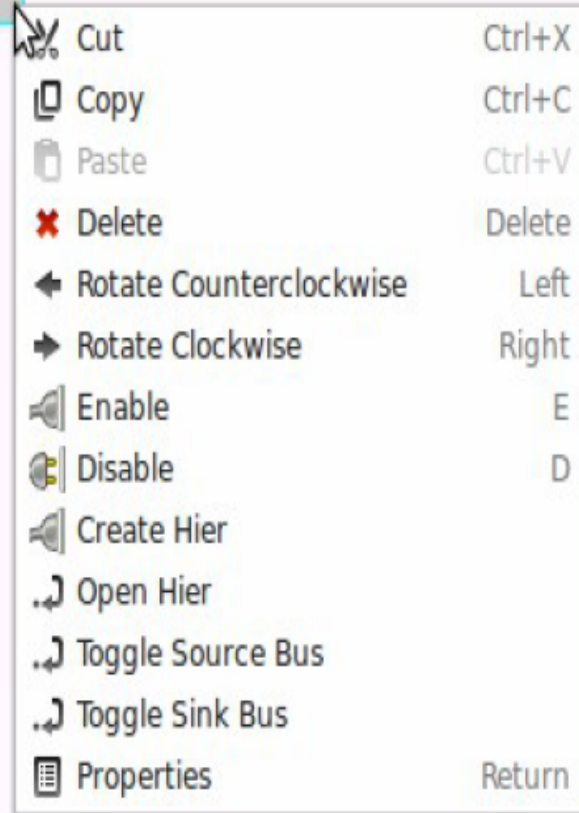 Cut Ctrl+X
Copy Ctrl+C
Paste Ctrl+V
Delete Delete
Rotate Counterclockwise Left
Rotate Clockwise Right
Enable E
Disable D
Create Hier
Open Hier
Toggle Source Bus
Toggle Sink Bus
Properties Return